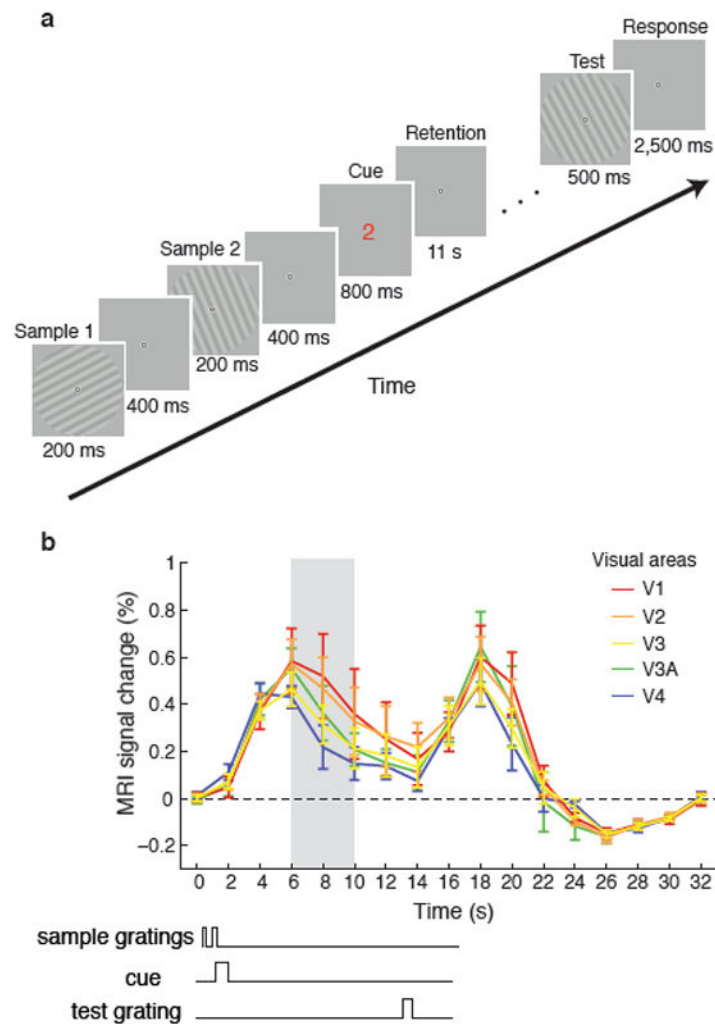 a
Response
Test
Retention
2,500 ms
Cue
500 ms
2
11 s
Sample 2
800 ms
400 ms
Sample 1
200 ms
400 ms
Time
200 ms
b
MRI signal change (%)
1
0.8
0.6
0.4
0.2
0
−0.2
Visual areas
V1
V2
V3
V3A
V4
0 2 4 6 8 10 12 14 16 18 20 22 24 26 28 30 32
Time (s)
sample gratings
cue
test grating